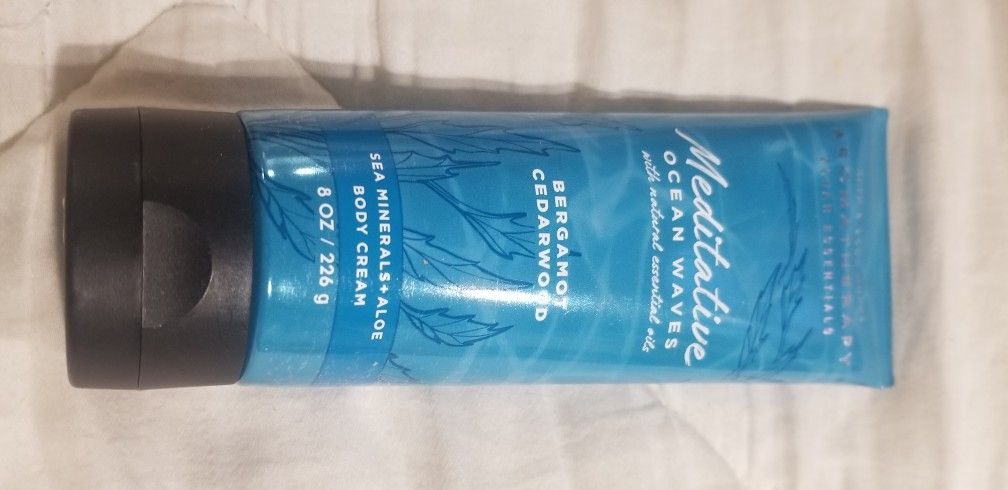 AROMATHERAPY
Meditative
OCEAN WAVES
with natural essential oils
BERGAMOT
CEDARWOOD
SEA MINERALS + ALOE
BODY CREAM
8 OZ / 226 g